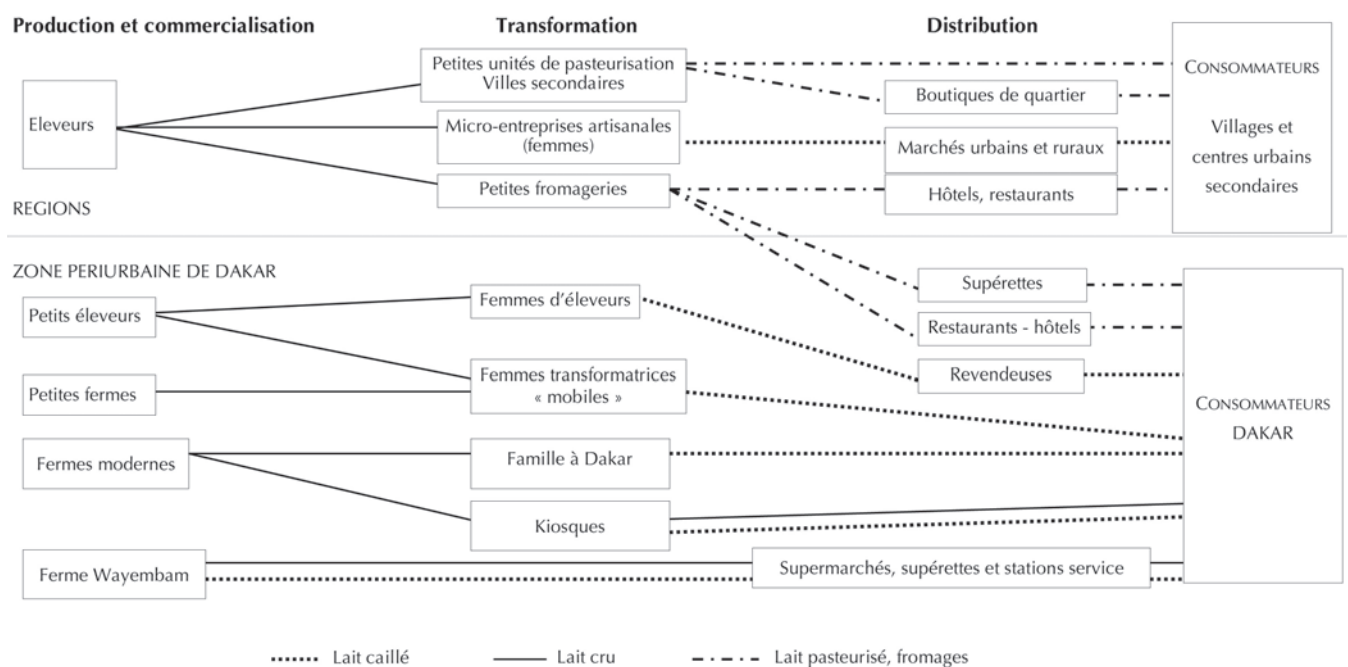 Production et commercialisation
Transformation
Distribution
Eleveurs
Petites unités de pasteurisation
Villes secondaires
Micro-entreprises artisanales
(femmes)
Petites fromageries
Boutiques de quartier
Marchés urbains et ruraux
Hôtels, restaurants
CONSOMMATEURS
Villages et
centres urbains
secondaires
REGIONS
ZONE PERIURBAINE DE DAKAR
Petits éleveurs
Petites fermes
Fermes modernes
Ferme Wayembam
Femmes d'éleveurs
Femmes transformatrices
« mobiles »
Famille à Dakar
Kiosques
Supérettes
Restaurants - hôtels
Revendeuses
Supermarchés, supérettes et stations service
CONSOMMATEURS
DAKAR
Lait caillé
Lait cru
Lait pasteurisé, fromages